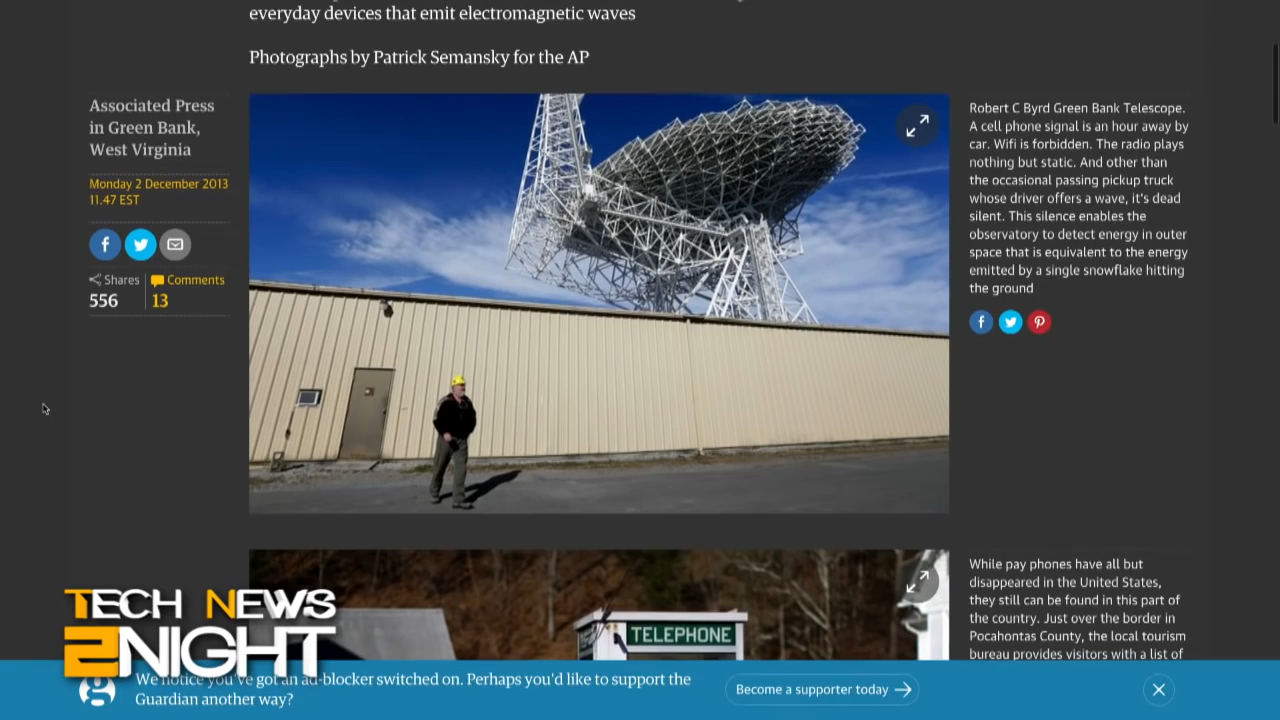 everyday devices that emit electromagnetic waves
Photographs by Patrick Semansky for the AP
Associated Press
in Green Bank,
West Virginia
Monday 2 December 2013
11.47 EST
Shares
556
Comments
13
Robert C Byrd Green Bank Telescope.
A cell phone signal is an hour away by
car. Wifi is forbidden. The radio plays
nothing but static. And other than
the occasional passing pickup truck
whose driver offers a wave, it's dead
silent. This silence enables the
observatory to detect energy in outer
space that is equivalent to the energy
emitted by a single snowflake hitting
the ground
TELEPHONE
While pay phones have all but
disappeared in the United States,
they still can be found in this part of
the country. Just over the border in
Pocahontas County, the local tourism
bureau provides visitors with a list of
TECH NEWS
2NIGHT
We notice you've got an ad-blocker switched on. Perhaps you'd like to support the
Guardian another way?
Become a supporter today